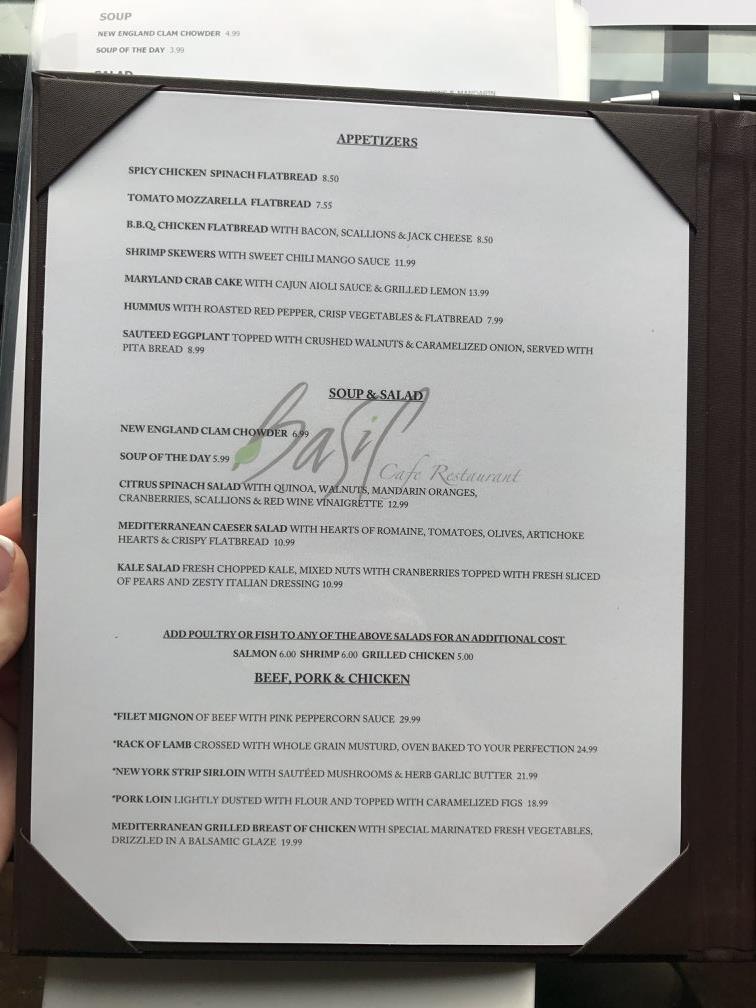 SOUP
NEW ENGLAND CLAM CHOWDER 4.99
SOUP OF THE DAY 3.99
SALAD
& MANDARIN
APPETIZERS
SPICY CHICKEN SPINACH FLATBREAD 8.50
TOMATO MOZZARELLA FLATBREAD 7.55
B.B.Q. CHICKEN FLATBREAD WITH BACON, SCALLIONS & JACK CHEESE 8.50
SHRIMP SKEWERS WITH SWEET CHILI MANGO SAUCE 11.99
MARYLAND CRAB CAKE WITH CAJUN AIOLI SAUCE & GRILLED LEMON 13.99
HUMMUS WITH ROASTED RED PEPPER, CRISP VEGETABLES & FLATBREAD 7.99
SAUTEED EGGPLANT TOPPED WITH CRUSHED WALNUTS & CARAMELIZED ONION, SERVED WITH
PITA BREAD 8.99
SOUP & SALAD
NEW ENGLAND CLAM CHOWDER 6.99
SOUP OF THE DAY 5.99
Basil
Cafe Restaurant
CITRUS SPINACH SALAD WITH QUINOA, WALNUTS, MANDARIN ORANGES,
CRANBERRIES, SCALLIONS & RED WINE VINAIGRETTE 12.99
MEDITERRANEAN CAESER SALAD WITH HEARTS OF ROMAINE, TOMATOES, OLIVES, ARTICHOKE
HEARTS & CRISPY FLATBREAD 10.99
KALE SALAD FRESH CHOPPED KALE, MIXED NUTS WITH CRANBERRIES TOPPED WITH FRESH SLICED
OF PEARS AND ZESTY ITALIAN DRESSING 10.99
ADD POULTRY OR FISH TO ANY OF THE ABOVE SALADS FOR AN ADDITIONAL COST
SALMON 6.00 SHRIMP 6.00 GRILLED CHICKEN 5.00
BEEF, PORK & CHICKEN
*FILET MIGNON OF BEEF WITH PINK PEPPERCORN SAUCE 29.99
*RACK OF LAMB CROSSED WITH WHOLE GRAIN MUSTURD, OVEN BAKED TO YOUR PERFECTION 24.99
*NEW YORK STRIP SIRLOIN WITH SAUTÉED MUSHROOMS & HERB GARLIC BUTTER 21.99
*PORK LOIN LIGHTLY DUSTED WITH FLOUR AND TOPPED WITH CARAMELIZED FIGS 18.99
MEDITERRANEAN GRILLED BREAST OF CHICKEN WITH SPECIAL MARINATED FRESH VEGETABLES,
DRIZZLED IN A BALSAMIC GLAZE 19.99